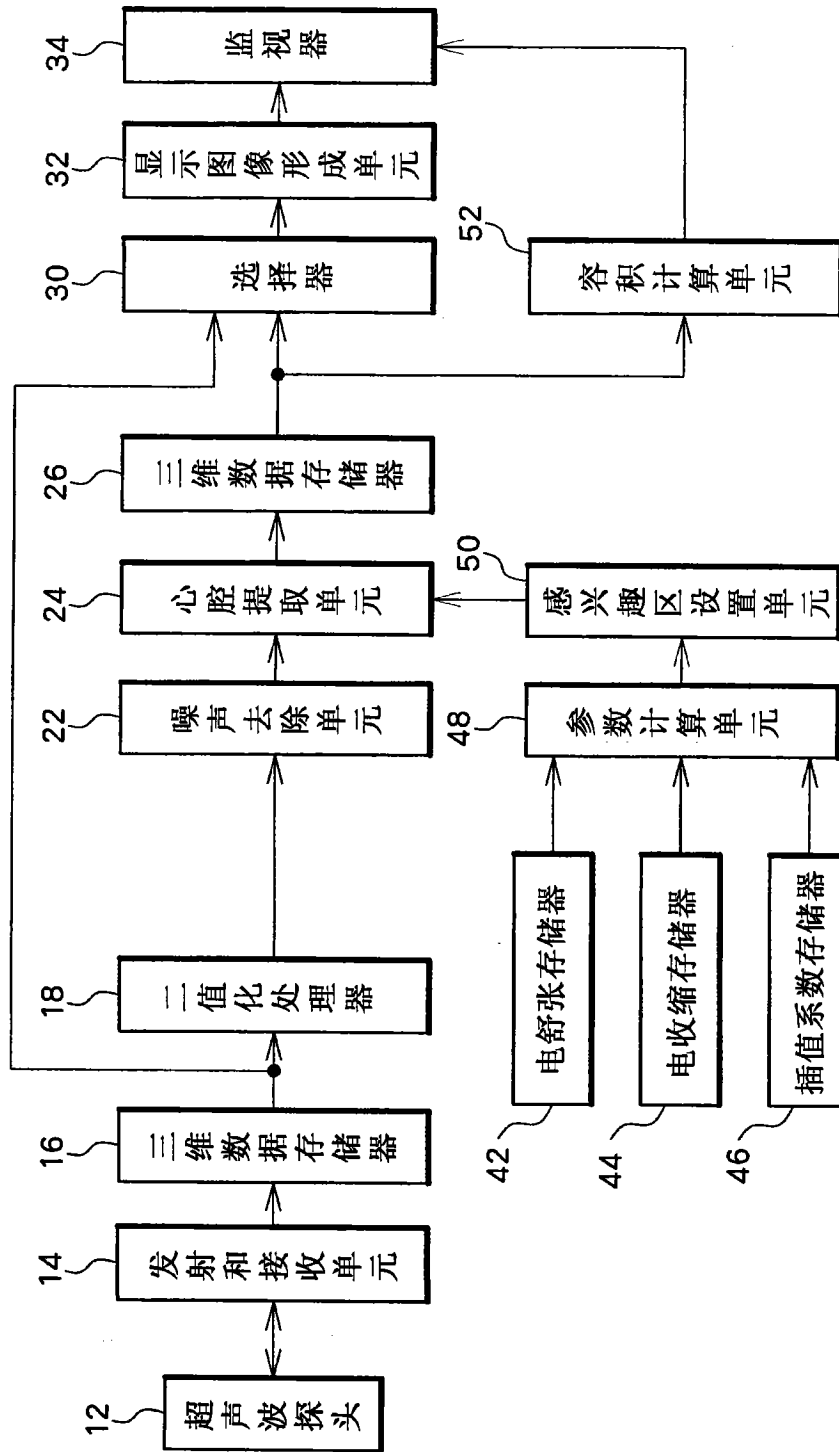 12
超声波探头
14
发射和接收单元
16
三维数据存储器
18
二值化处理器
22
噪声去除单元
24
心腔提取单元
26
三维数据存储器
30
选择器
32
显示图像形成单元
34
监视器
42
电舒张存储器
44
电收缩存储器
46
插值系数存储器
48
参数计算单元
50
感兴趣区设置单元
52
容积计算单元